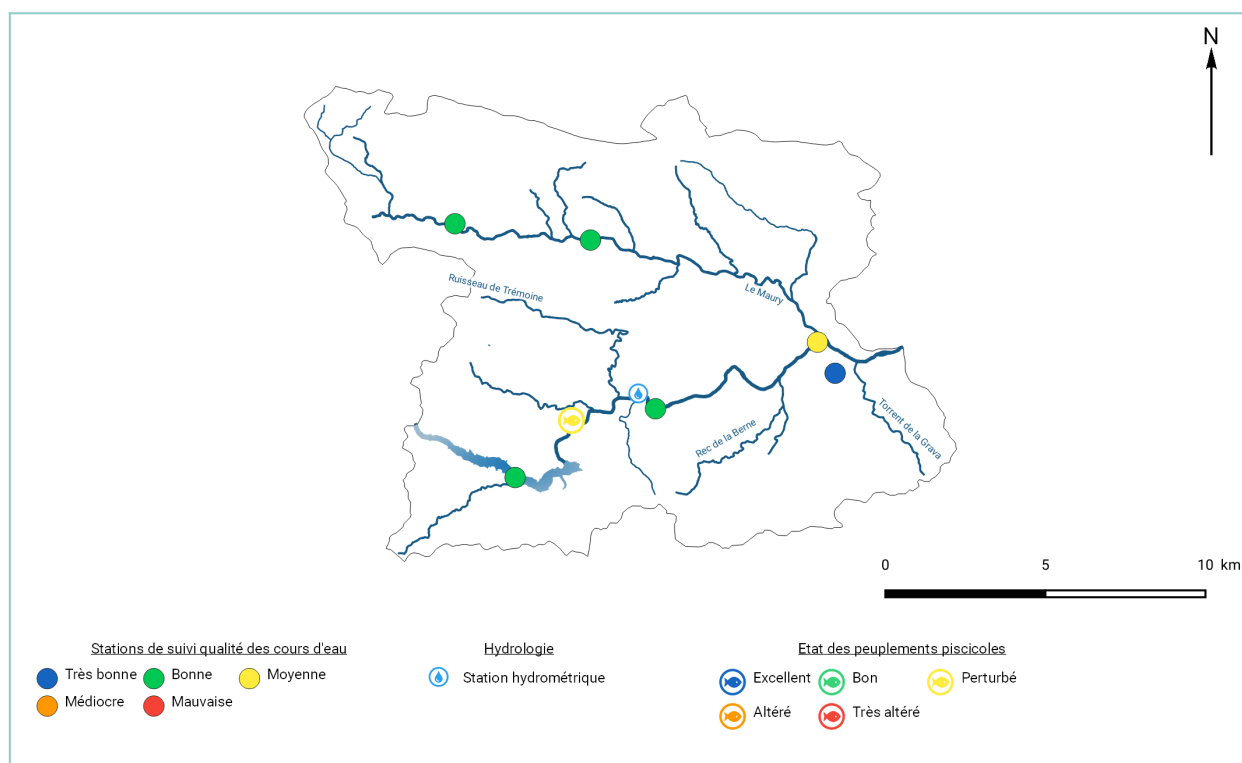 N
Ruisseau de Trémoine
Le Maury
Rec de la Berne
Torrent de la Grava
0 5 10 km
Stations de suivi qualité des cours d'eau
Très bonne Bonne Moyenne
Médiocre Mauvaise
Hydrologie
Station hydrométrique
Etat des peuplements piscicoles
Excellent Bon Perturbé
Altéré Très altéré